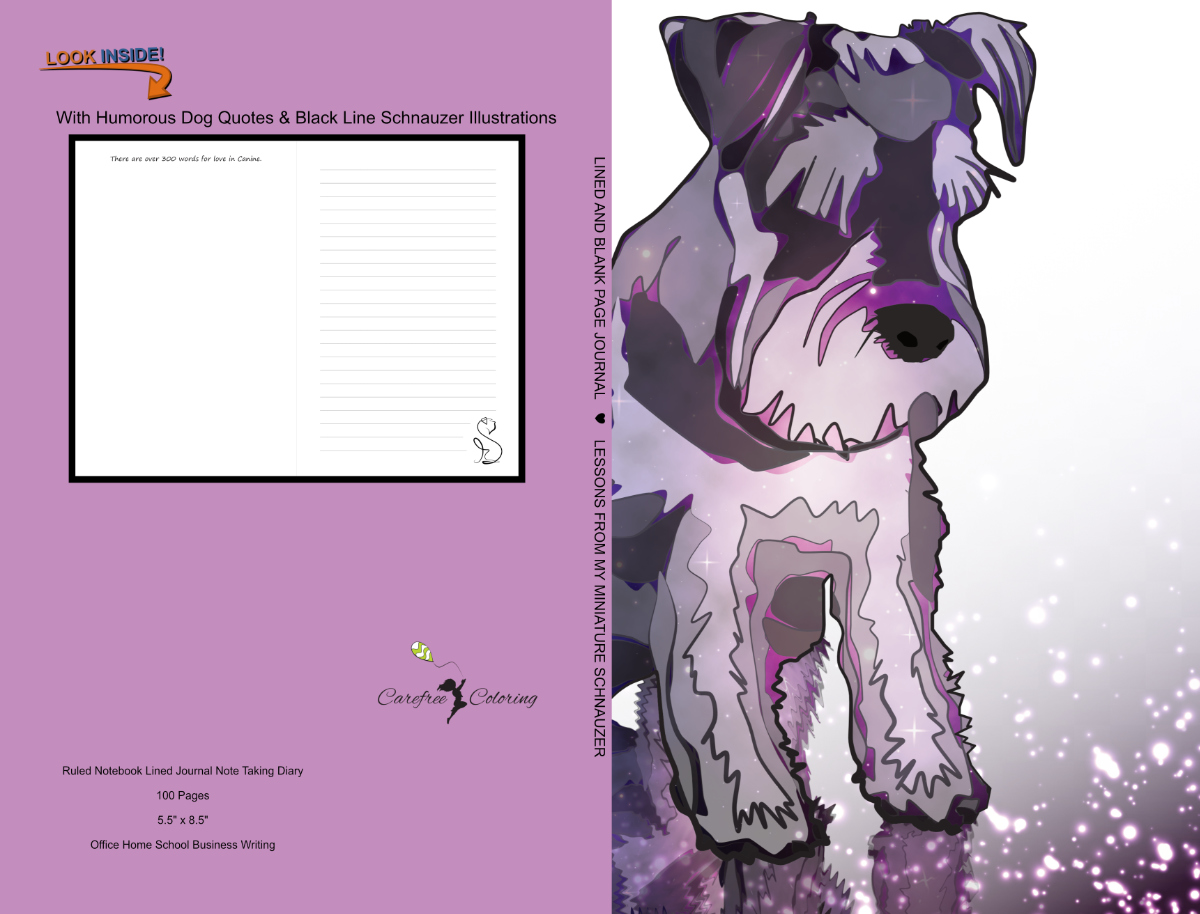 LOOK INSIDE!
With Humorous Dog Quotes & Black Line Schnauzer Illustrations
There are over 300 words for love in Canine.
Carefree Coloring
Ruled Notebook Lined Journal Note Taking Diary
100 Pages
5.5" x 8.5"
Office Home School Business Writing
LINED AND BLANK PAGE JOURNAL ♥ LESSONS FROM MY MINIATURE SCHNAUZER